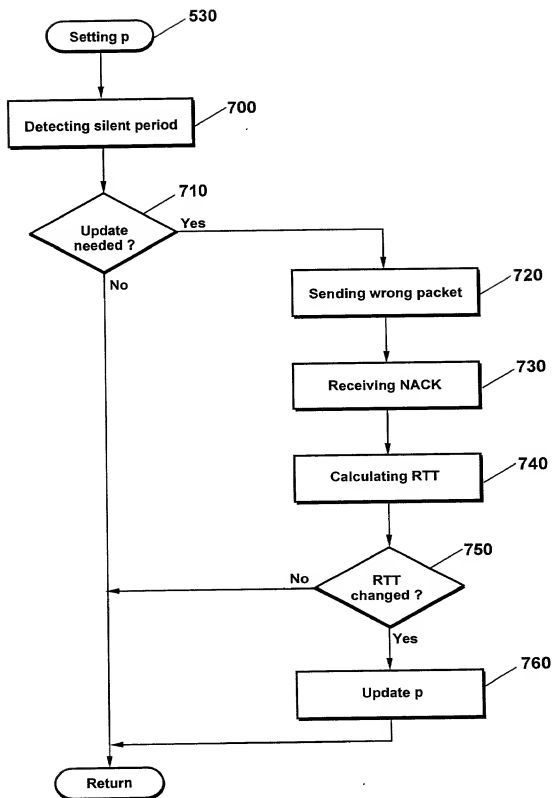 Setting p
530
Detecting silent period
700
Update
needed ?
710
Yes
No
Sending wrong packet
720
Receiving NACK
730
Calculating RTT
740
RTT
changed ?
750
No
Yes
Update p
760
Return